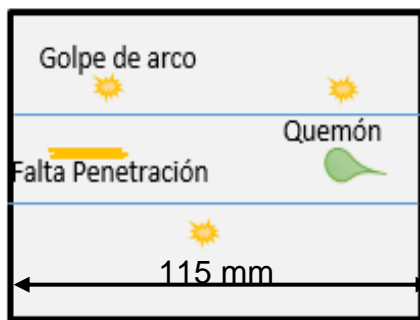 Golpe de arco
Quemón
Falta Penetración
115 mm